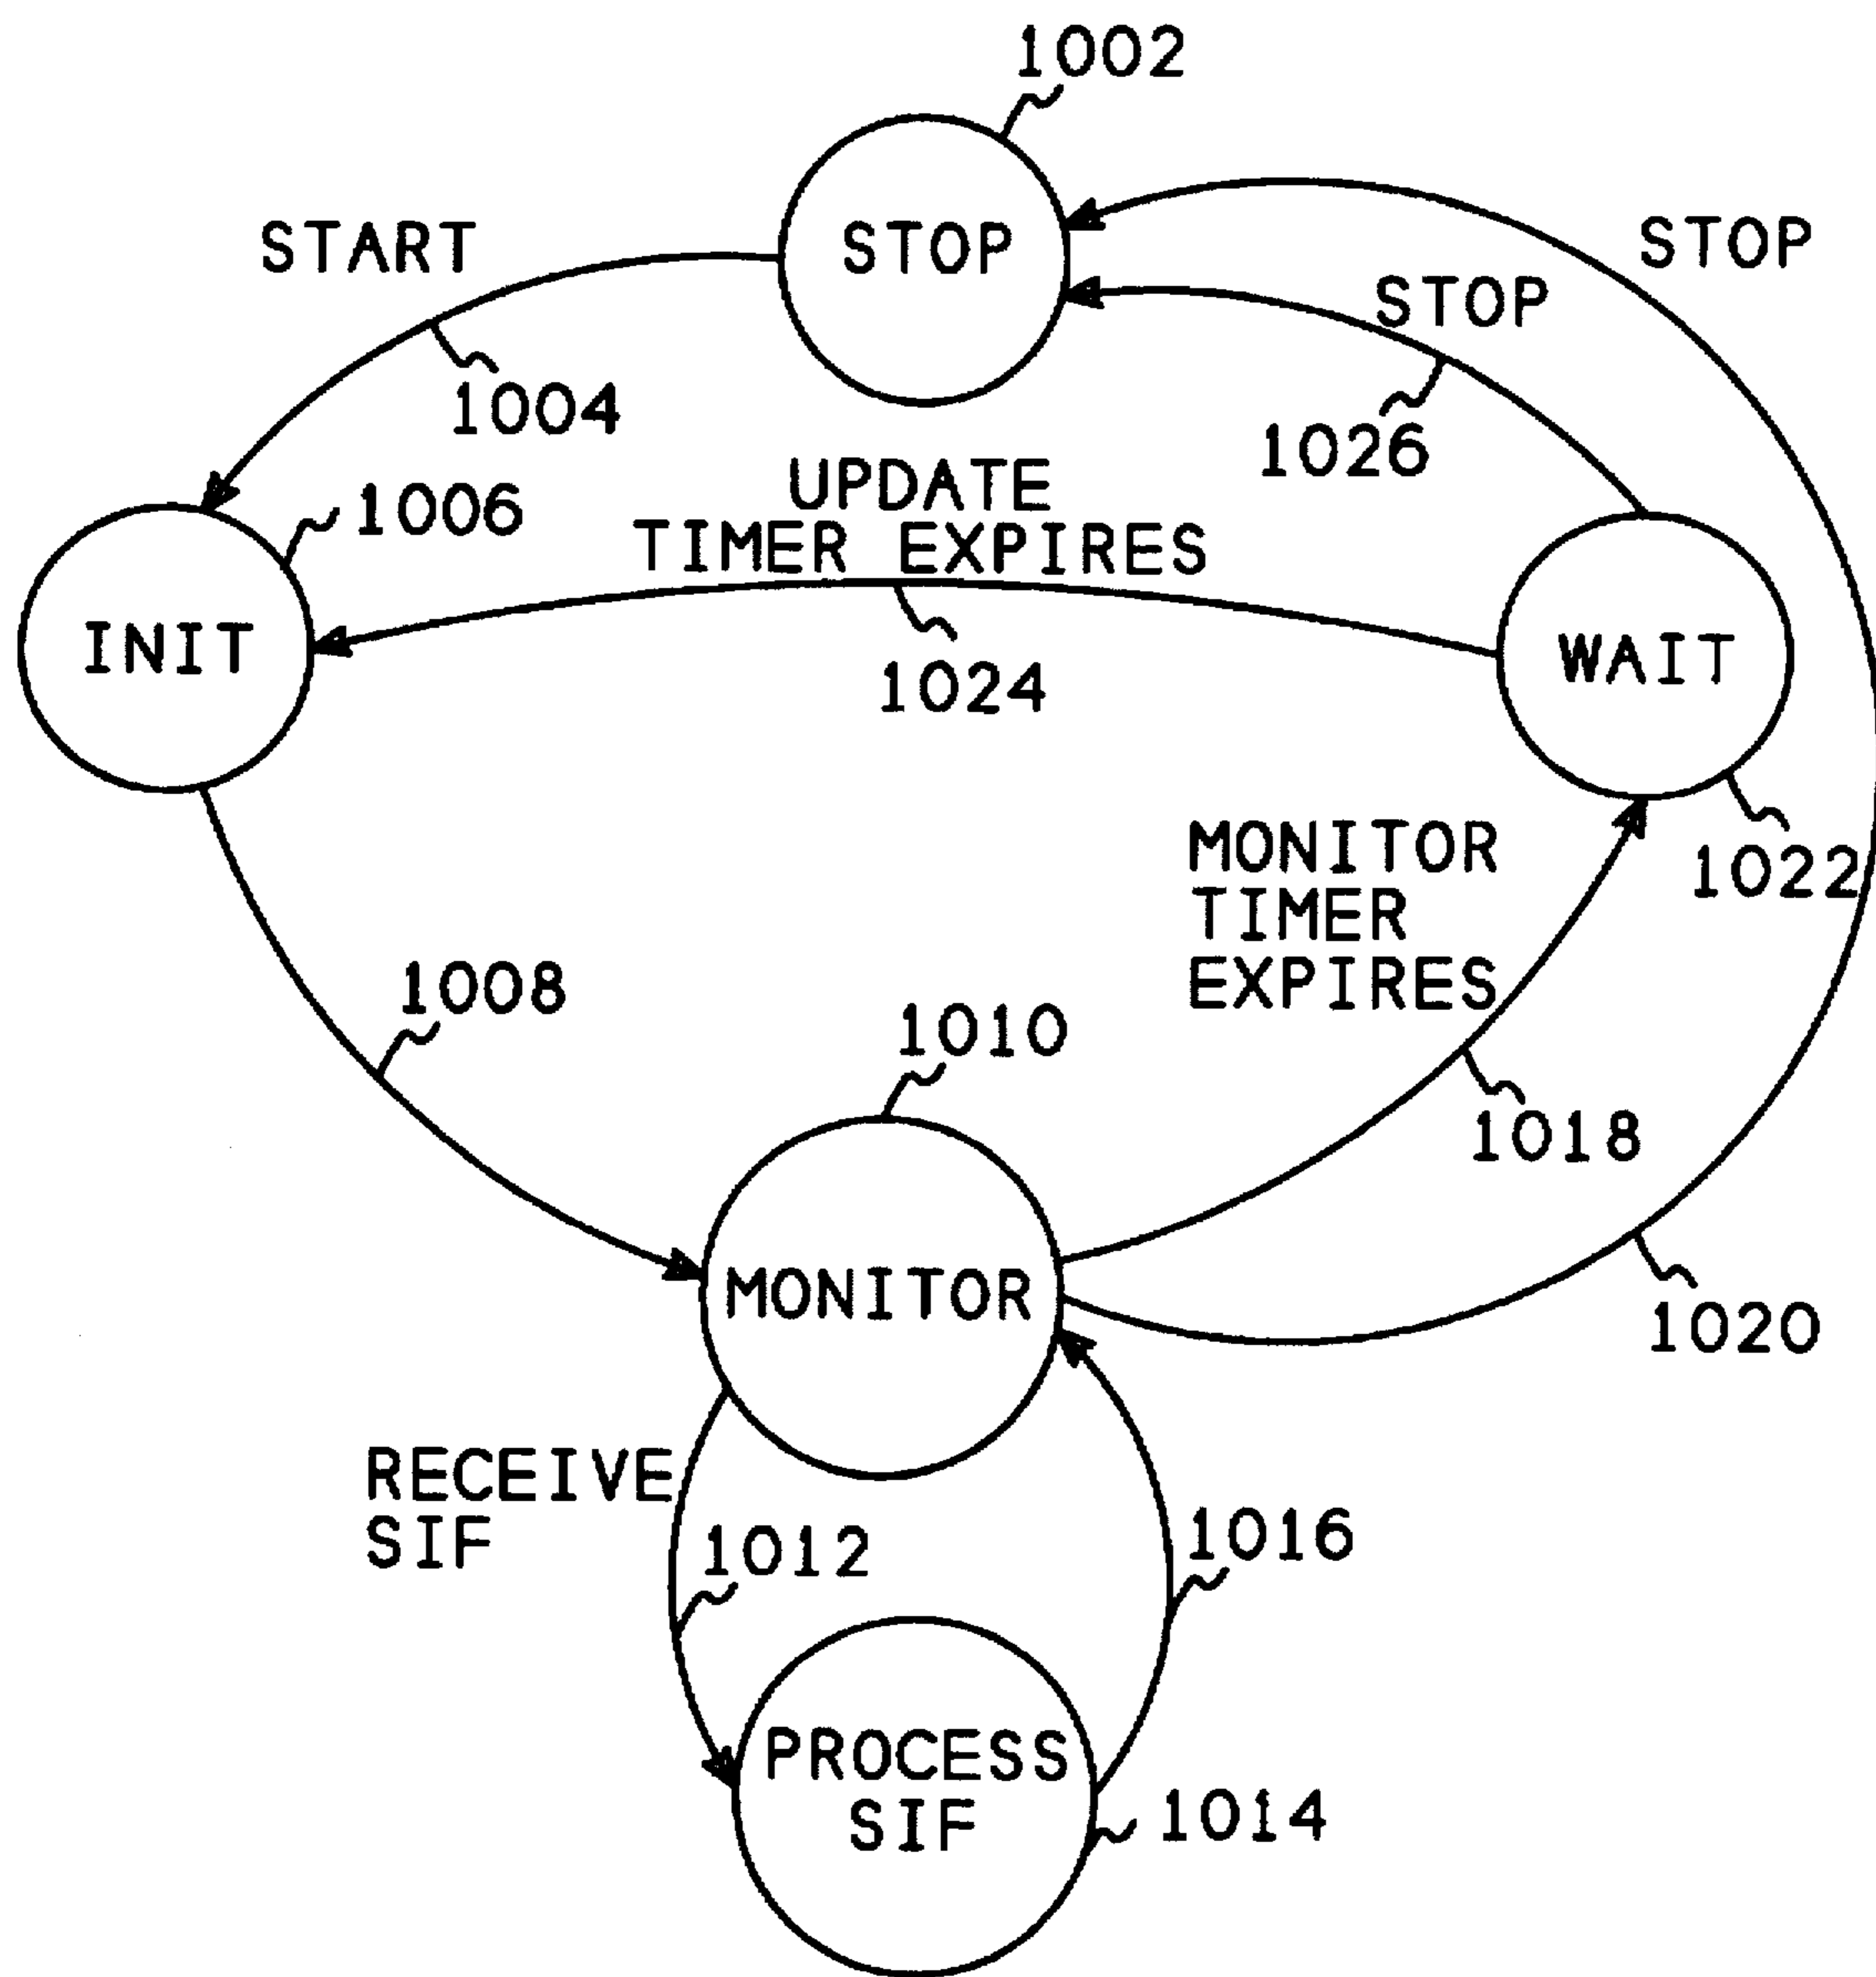 1002
START
STOP
STOP
STOP
1004
1026
UPDATE
TIMER EXPIRES
1006
INIT
WAIT
1024
MONITOR
TIMER
EXPIRES
1022
1008
1010
1018
MONITOR
1020
RECEIVE
SIF
1012
1016
PROCESS
SIF
1014